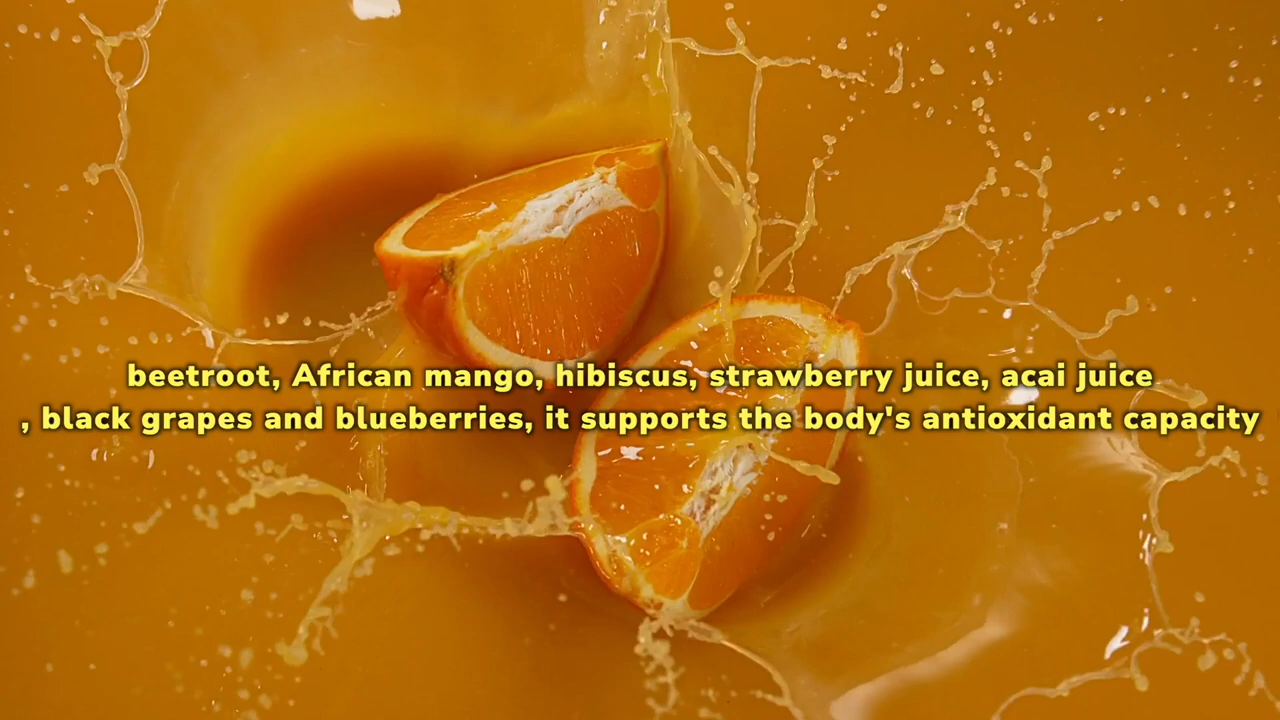 beetroot, African mango, hibiscus, strawberry juice, acai juice
, black grapes and blueberries, it supports the body's antioxidant capacity